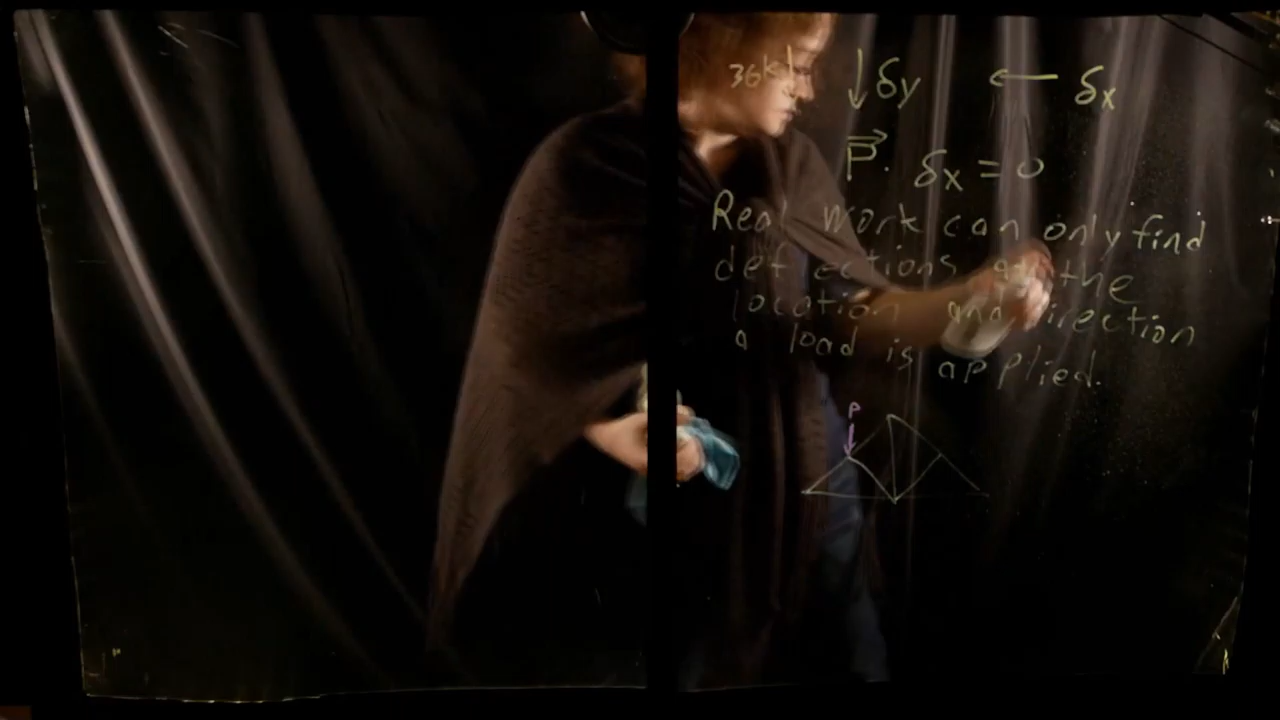 36k ↓ ↓ δy ← δx
P⃗ · δx = 0
Real work can only find
deflections at the
location and direction
a load is applied.
P